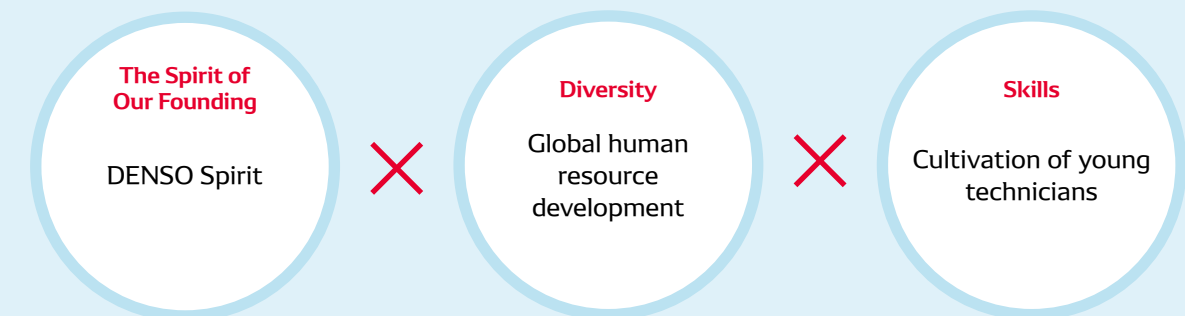 The Spirit of
Our Founding
DENSO Spirit
Diversity
Global human
resource
development
Skills
Cultivation of young
technicians